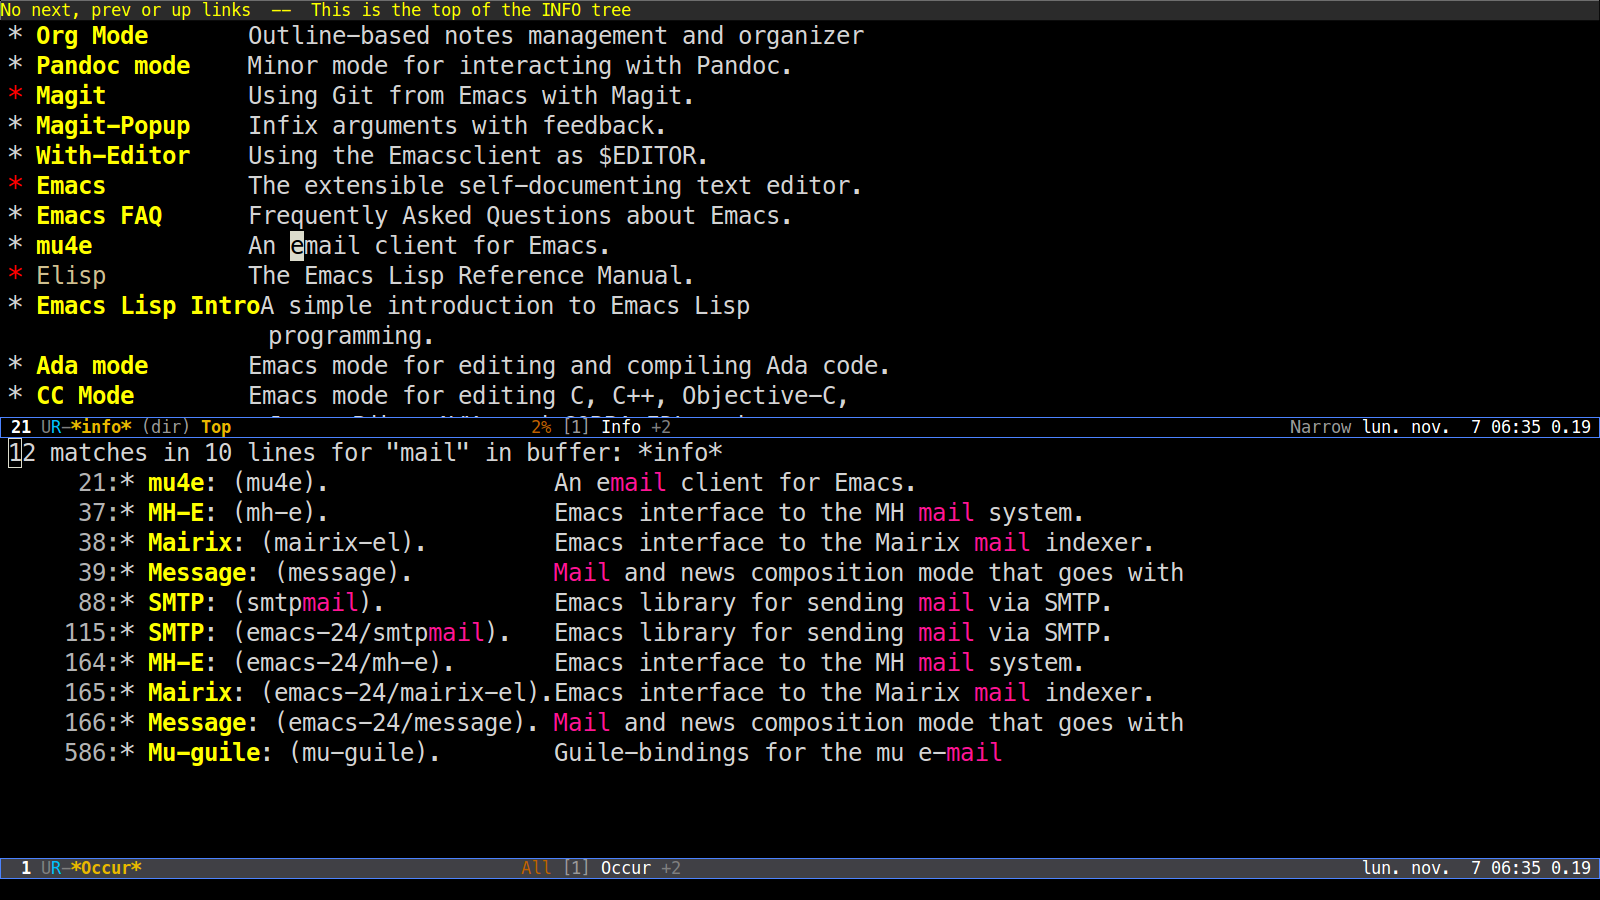 No next, prev or up links  --  This is the top of the INFO tree
* Org Mode       Outline-based notes management and organizer
* Pandoc mode    Minor mode for interacting with Pandoc.
* Magit          Using Git from Emacs with Magit.
* Magit-Popup    Infix arguments with feedback.
* With-Editor    Using the Emacsclient as $EDITOR.
* Emacs          The extensible self-documenting text editor.
* Emacs FAQ      Frequently Asked Questions about Emacs.
* mu4e           An email client for Emacs.
* Elisp          The Emacs Lisp Reference Manual.
* Emacs Lisp IntroA simple introduction to Emacs Lisp
programming.
* Ada mode       Emacs mode for editing and compiling Ada code.
* CC Mode        Emacs mode for editing C, C++, Objective-C,
21 UR-*info* (dir) Top 2% [1] Info +2 Narrow lun. nov.  7 06:35 0.19
12 matches in 10 lines for "mail" in buffer: *info*
21:* mu4e: (mu4e).                An email client for Emacs.
37:* MH-E: (mh-e).                Emacs interface to the MH mail system.
38:* Mairix: (mairix-el).         Emacs interface to the Mairix mail indexer.
39:* Message: (message).          Mail and news composition mode that goes with
88:* SMTP: (smtpmail).            Emacs library for sending mail via SMTP.
115:* SMTP: (emacs-24/smtpmail).   Emacs library for sending mail via SMTP.
164:* MH-E: (emacs-24/mh-e).       Emacs interface to the MH mail system.
165:* Mairix: (emacs-24/mairix-el).Emacs interface to the Mairix mail indexer.
166:* Message: (emacs-24/message). Mail and news composition mode that goes with
586:* Mu-guile: (mu-guile).        Guile-bindings for the mu e-mail
1 UR-*Occur* All [1] Occur +2 lun. nov.  7 06:35 0.19